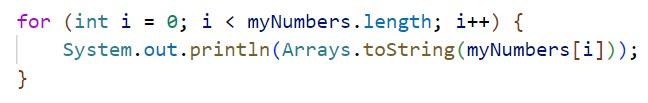 for (int i = 0; i < myNumbers.length; i++) {
    System.out.println(Arrays.toString(myNumbers[i]));
}